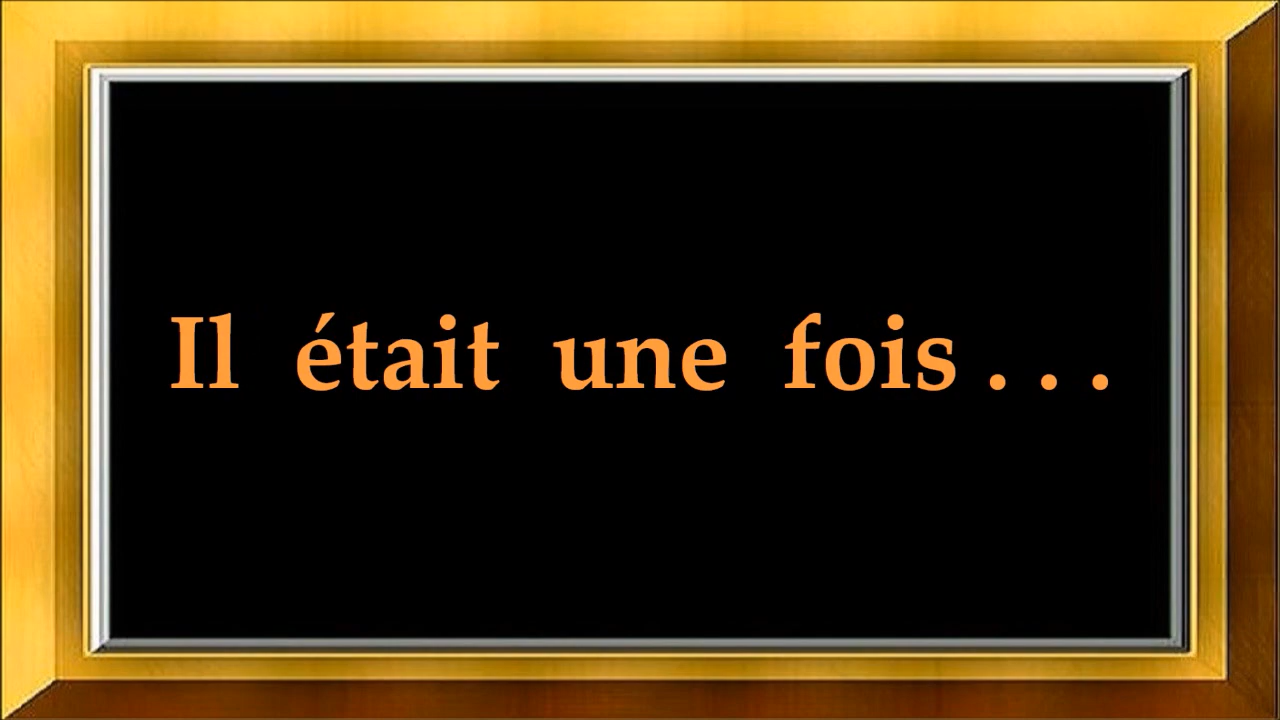 Il était une fois . . .